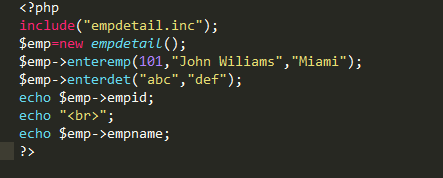 <?php
include("empdetail.inc");
$emp=new empdetail();
$emp->enteremp(101,"John Wiliams","Miami");
$emp->enterdet("abc","def");
echo $emp->empid;
echo "<br>";
echo $emp->empname;
?>